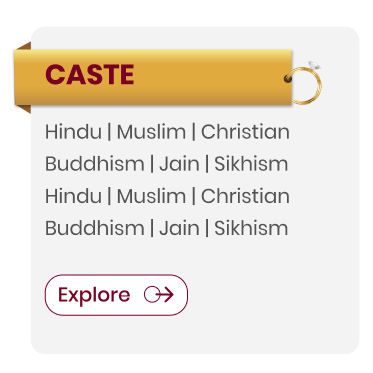 CASTE
Hindu | Muslim | Christian
Buddhism | Jain | Sikhism
Hindu | Muslim | Christian
Buddhism | Jain | Sikhism
Explore